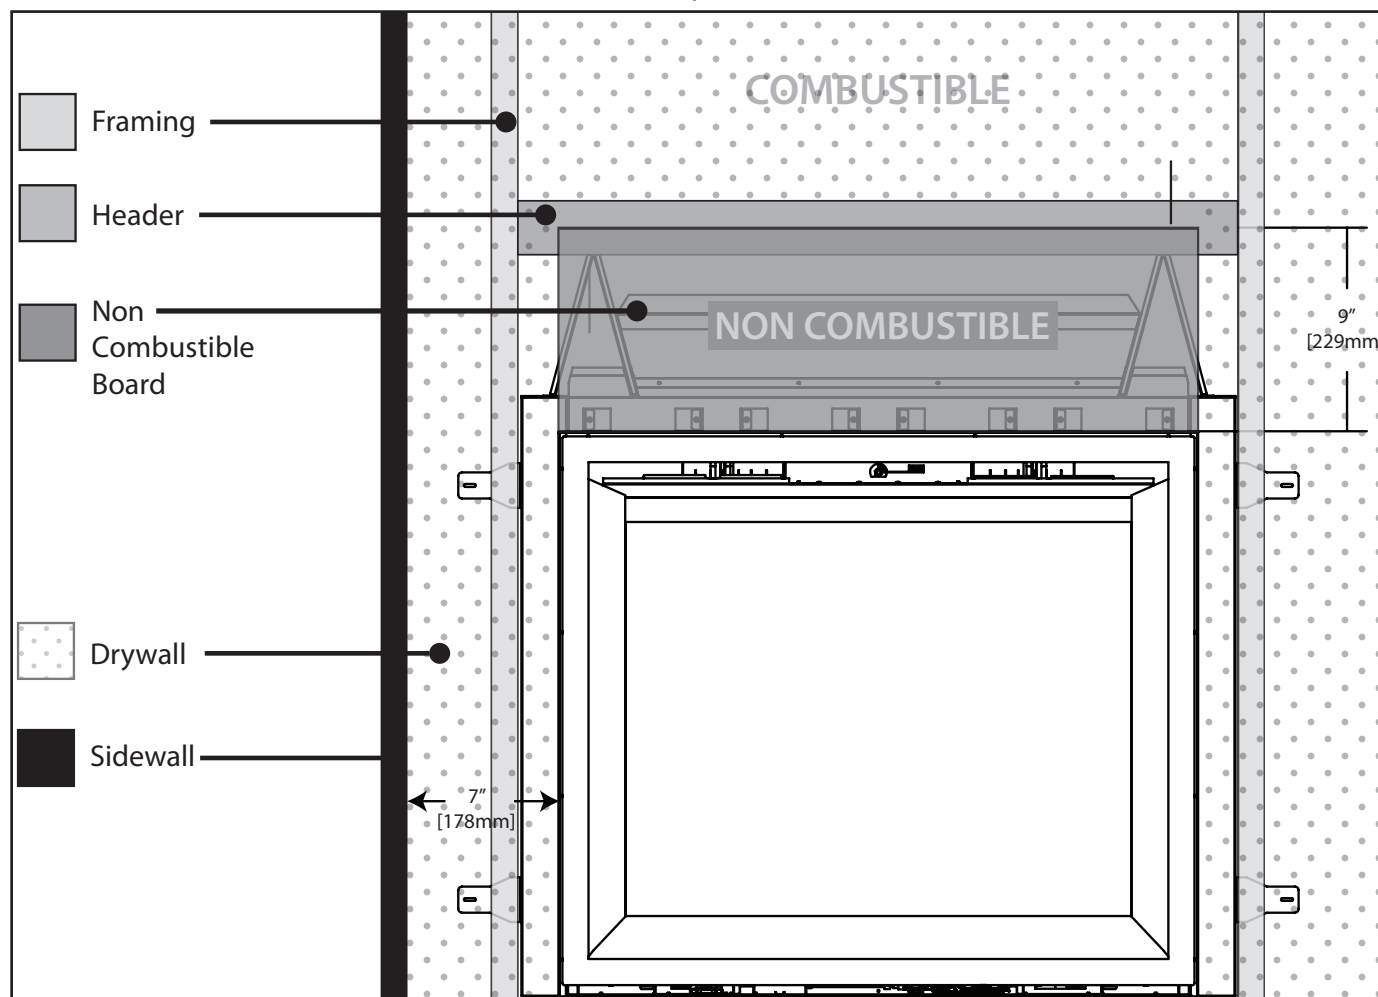 COMBUSTIBLE
Framing
Header
Non
Combustible
Board
NON COMBUSTIBLE
9"
[229mm
Drywall
Sidewall
7"
[178mm]